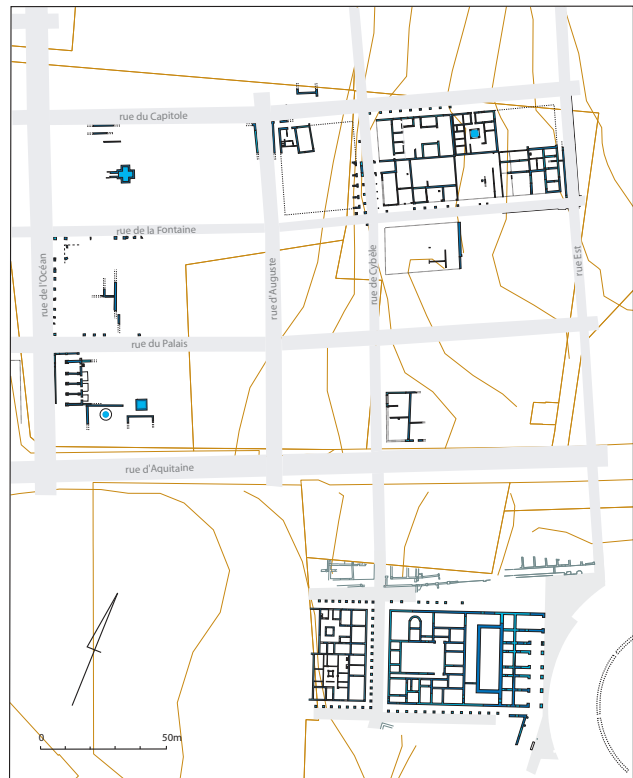 rue du Capitole
rue de la Fontaine
rue de l'Océan
rue d'Auguste
rue de Cybèle
rue Est
rue du Palais
rue d'Aquitaine
0 50m